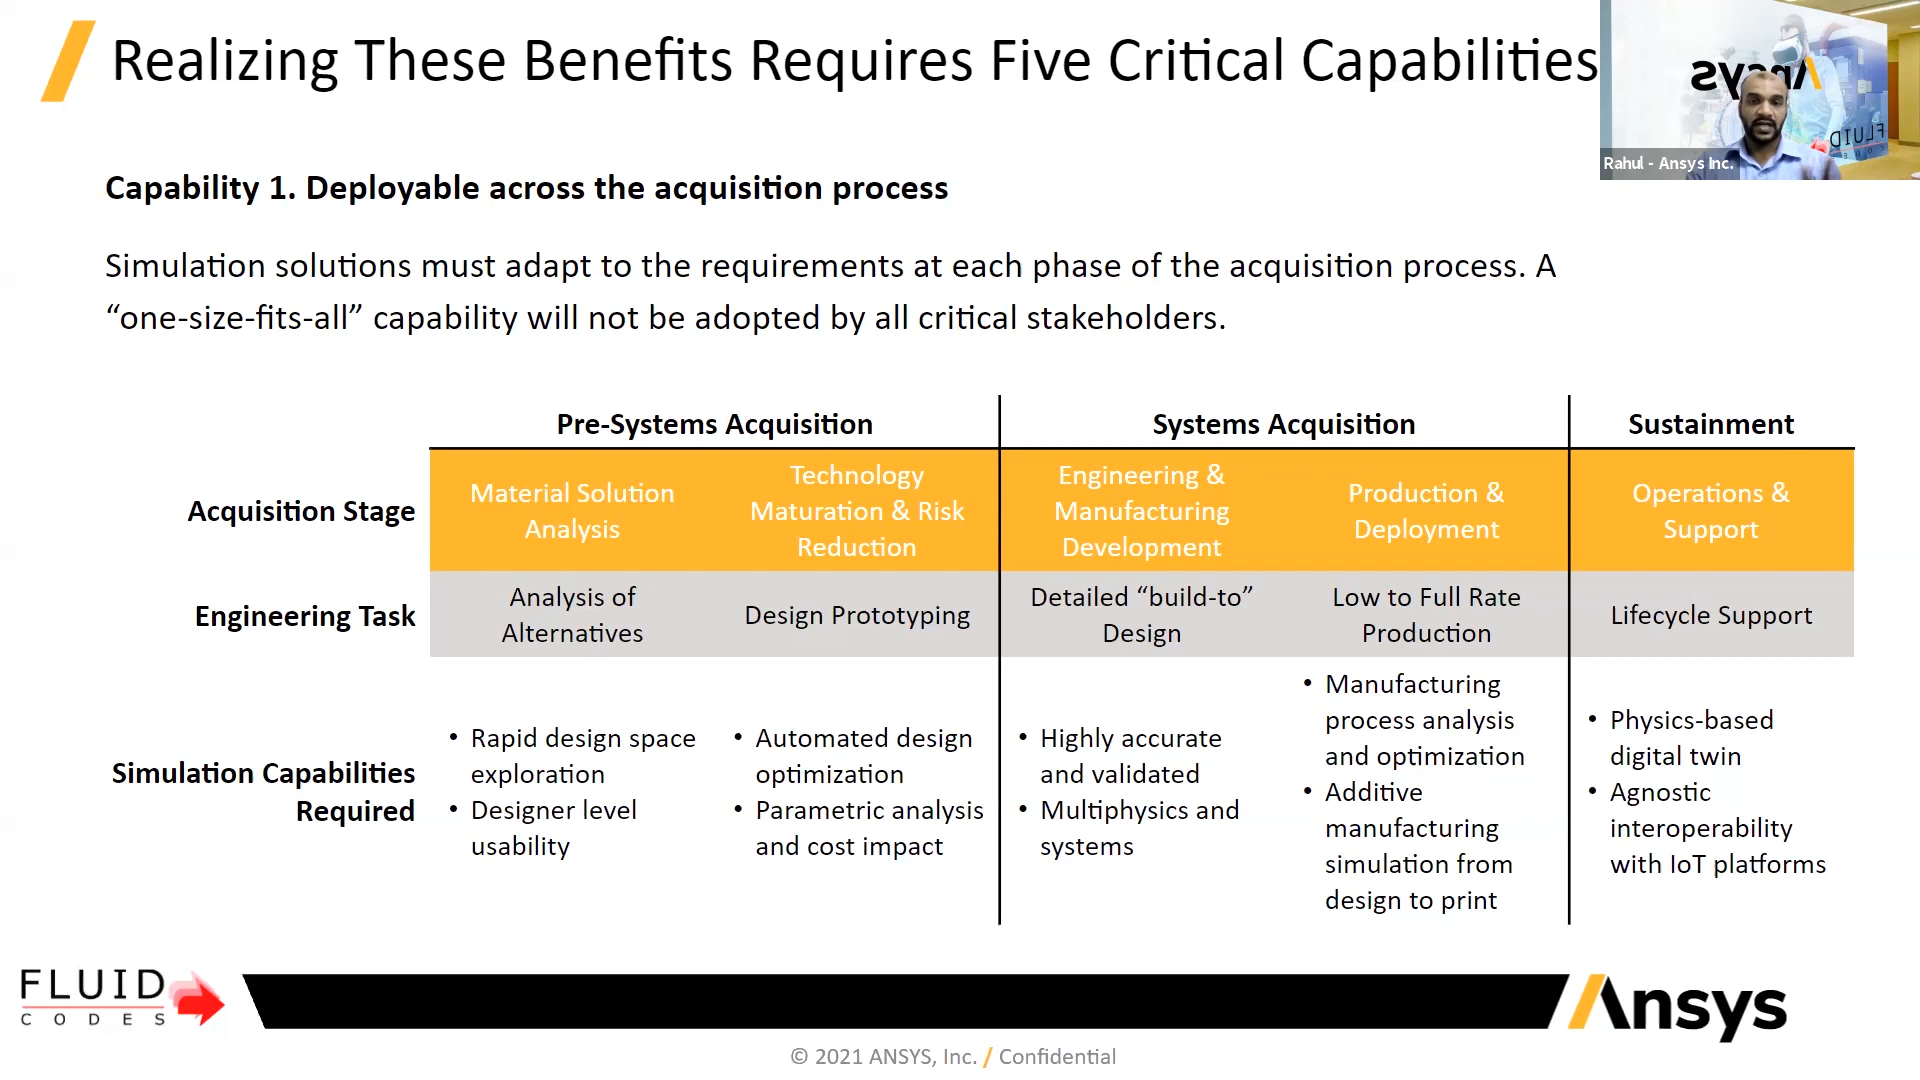 Realizing These Benefits Requires Five Critical Capabilities
Ansys
FLUID
Rahul - Ansys Inc.
Capability 1. Deployable across the acquisition process
Simulation solutions must adapt to the requirements at each phase of the acquisition process. A
“one-size-fits-all” capability will not be adopted by all critical stakeholders.
Pre-Systems Acquisition
Systems Acquisition
Sustainment
Acquisition Stage
Material Solution
Analysis
Technology
Maturation & Risk
Reduction
Engineering &
Manufacturing
Development
Production &
Deployment
Operations &
Support
Engineering Task
Analysis of
Alternatives
Design Prototyping
Detailed “build-to”
Design
Low to Full Rate
Production
Lifecycle Support
Simulation Capabilities
Required
• Rapid design space
exploration
• Designer level
usability
• Automated design
optimization
• Parametric analysis
and cost impact
• Highly accurate
and validated
• Multiphysics and
systems
• Manufacturing
process analysis
and optimization
• Additive
manufacturing
simulation from
design to print
• Physics-based
digital twin
• Agnostic
interoperability
with IoT platforms
FLUID
CODES
Ansys
© 2021 ANSYS, Inc. / Confidential